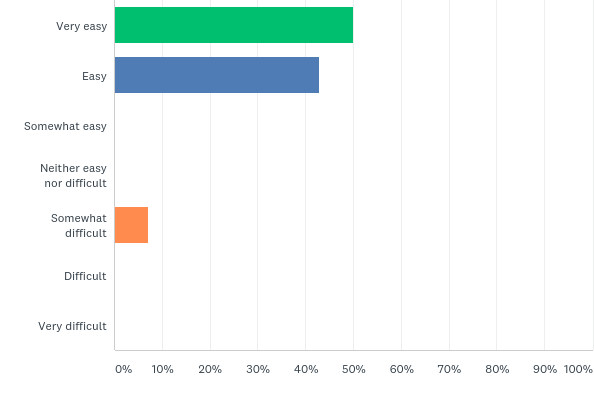 Very easy
Easy
Somewhat easy
Neither easy
nor difficult
Somewhat
difficult
Difficult
Very difficult
0% 10% 20% 30% 40% 50% 60% 70% 80% 90% 100%